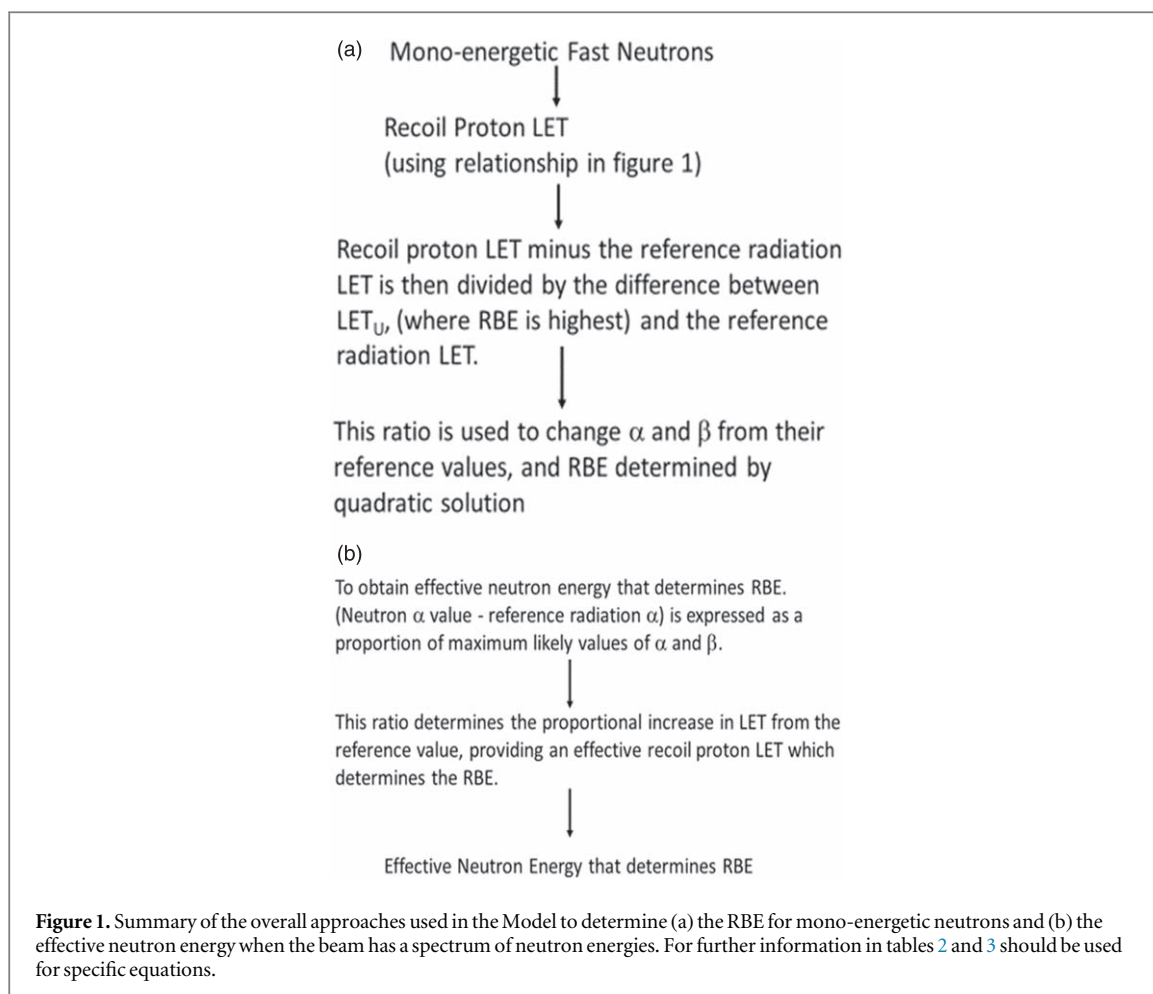 (a) Mono-energetic Fast Neutrons
Recoil Proton LET
(using relationship in figure 1)
Recoil proton LET minus the reference radiation
LET is then divided by the difference between
LETU, (where RBE is highest) and the reference
radiation LET.
This ratio is used to change α and β from their
reference values, and RBE determined by
quadratic solution
(b)
To obtain effective neutron energy that determines RBE.
(Neutron α value - reference radiation α) is expressed as a
proportion of maximum likely values of α and β.
This ratio determines the proportional increase in LET from the
reference value, providing an effective recoil proton LET which
determines the RBE.
Effective Neutron Energy that determines RBE
Figure 1. Summary of the overall approaches used in the Model to determine (a) the RBE for mono-energetic neutrons and (b) the
effective neutron energy when the beam has a spectrum of neutron energies. For further information in tables 2 and 3 should be used
for specific equations.